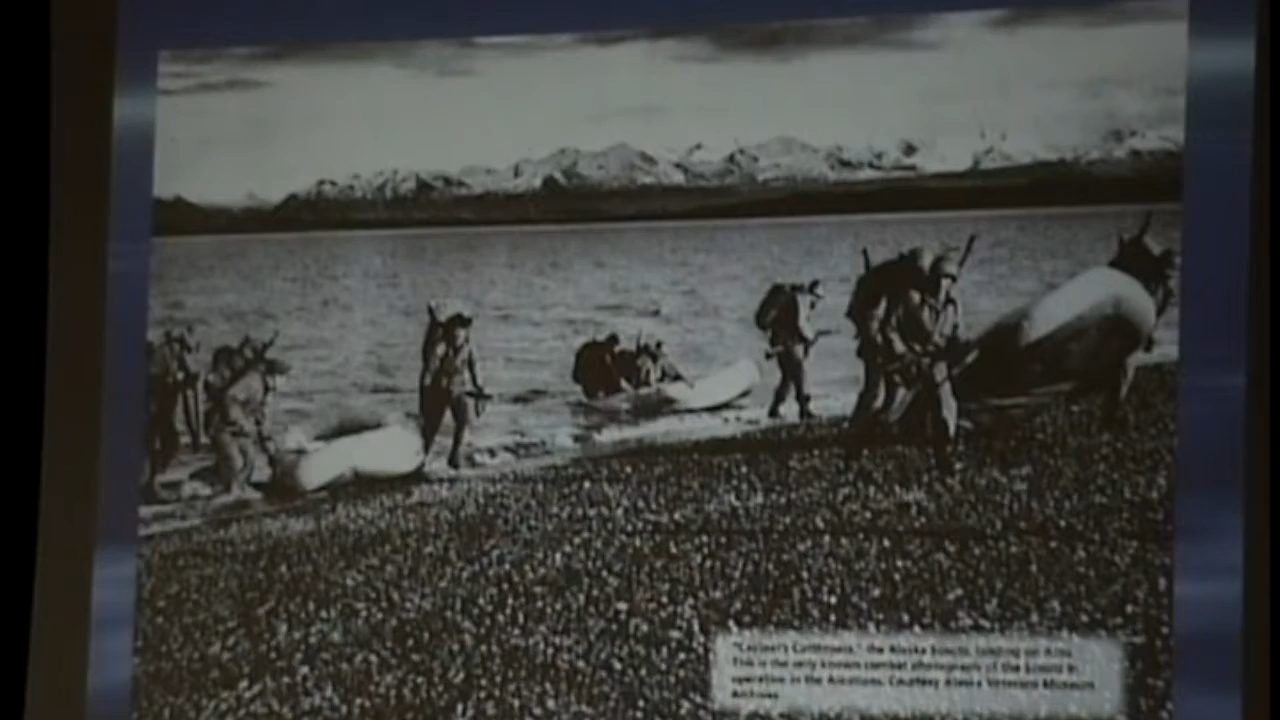 "Castner's Cutthroats," the Alaska Scouts, landing on Attu.
This is the only known combat photograph of the Scouts in
operation in the Aleutians. Courtesy Alaska Veterans Museum
Archives